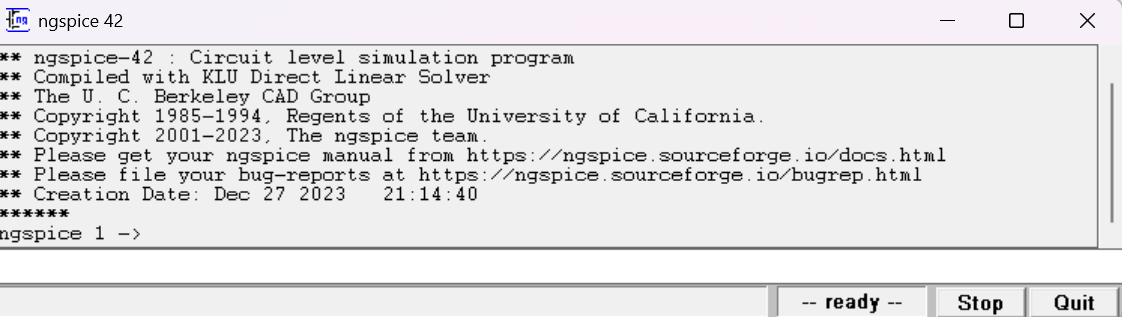 ngspice 42
** ngspice-42 : Circuit level simulation program
** Compiled with KLU Direct Linear Solver
** The U. C. Berkeley CAD Group
** Copyright 1985-1994, Regents of the University of California.
** Copyright 2001-2023, The ngspice team.
** Please get your ngspice manual from https://ngspice.sourceforge.io/docs.html
** Please file your bug-reports at https://ngspice.sourceforge.io/bugrep.html
** Creation Date: Dec 27 2023   21:14:40
******
ngspice 1 ->
-- ready -- Stop Quit